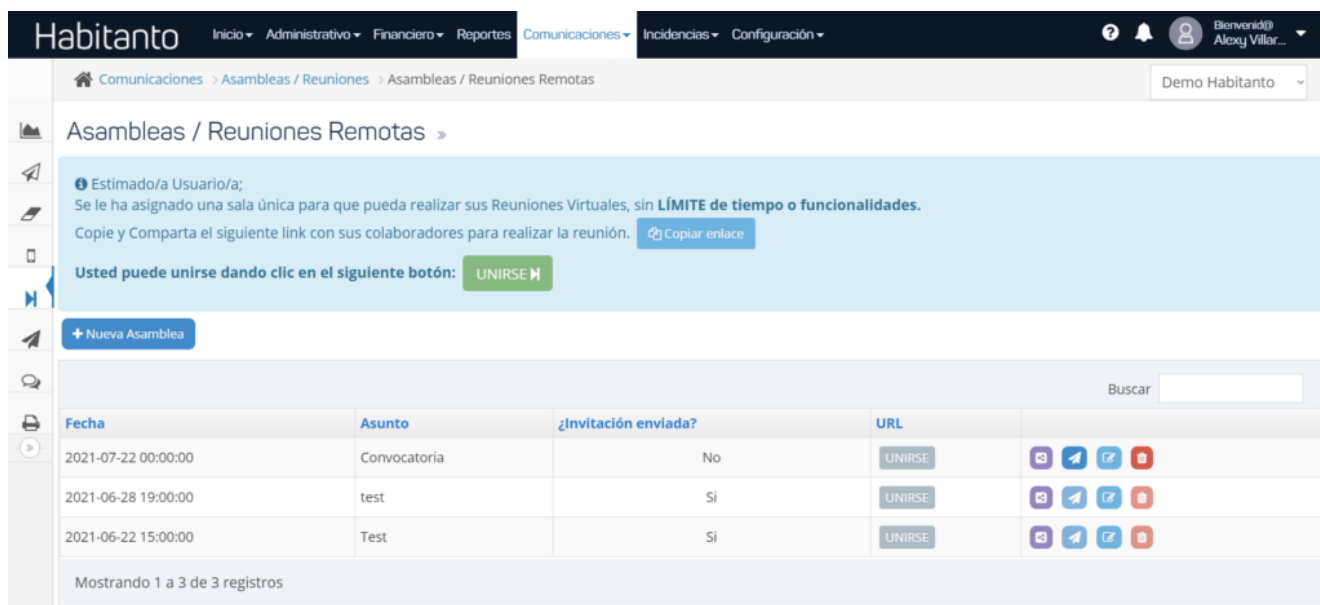 Habitanto Inicio Administrativo Financiero Reportes Comunicaciones Incidencias Configuración Bienvenid@
Alexy Villar...
Comunicaciones > Asambleas / Reuniones > Asambleas / Reuniones Remotas
Demo Habitanto
Asambleas / Reuniones Remotas »
Estimado/a Usuario/a;
Se le ha asignado una sala única para que pueda realizar sus Reuniones Virtuales, sin LÍMITE de tiempo o funcionalidades.
Copie y Comparta el siguiente link con sus colaboradores para realizar la reunión. Copiar enlace
Usted puede unirse dando clic en el siguiente botón: UNIRSE
+ Nueva Asamblea
Buscar
Fecha Asunto ¿Invitación enviada? URL
2021-07-22 00:00:00 Convocatoria No UNIRSE
2021-06-28 19:00:00 test Si UNIRSE
2021-06-22 15:00:00 Test Si UNIRSE
Mostrando 1 a 3 de 3 registros